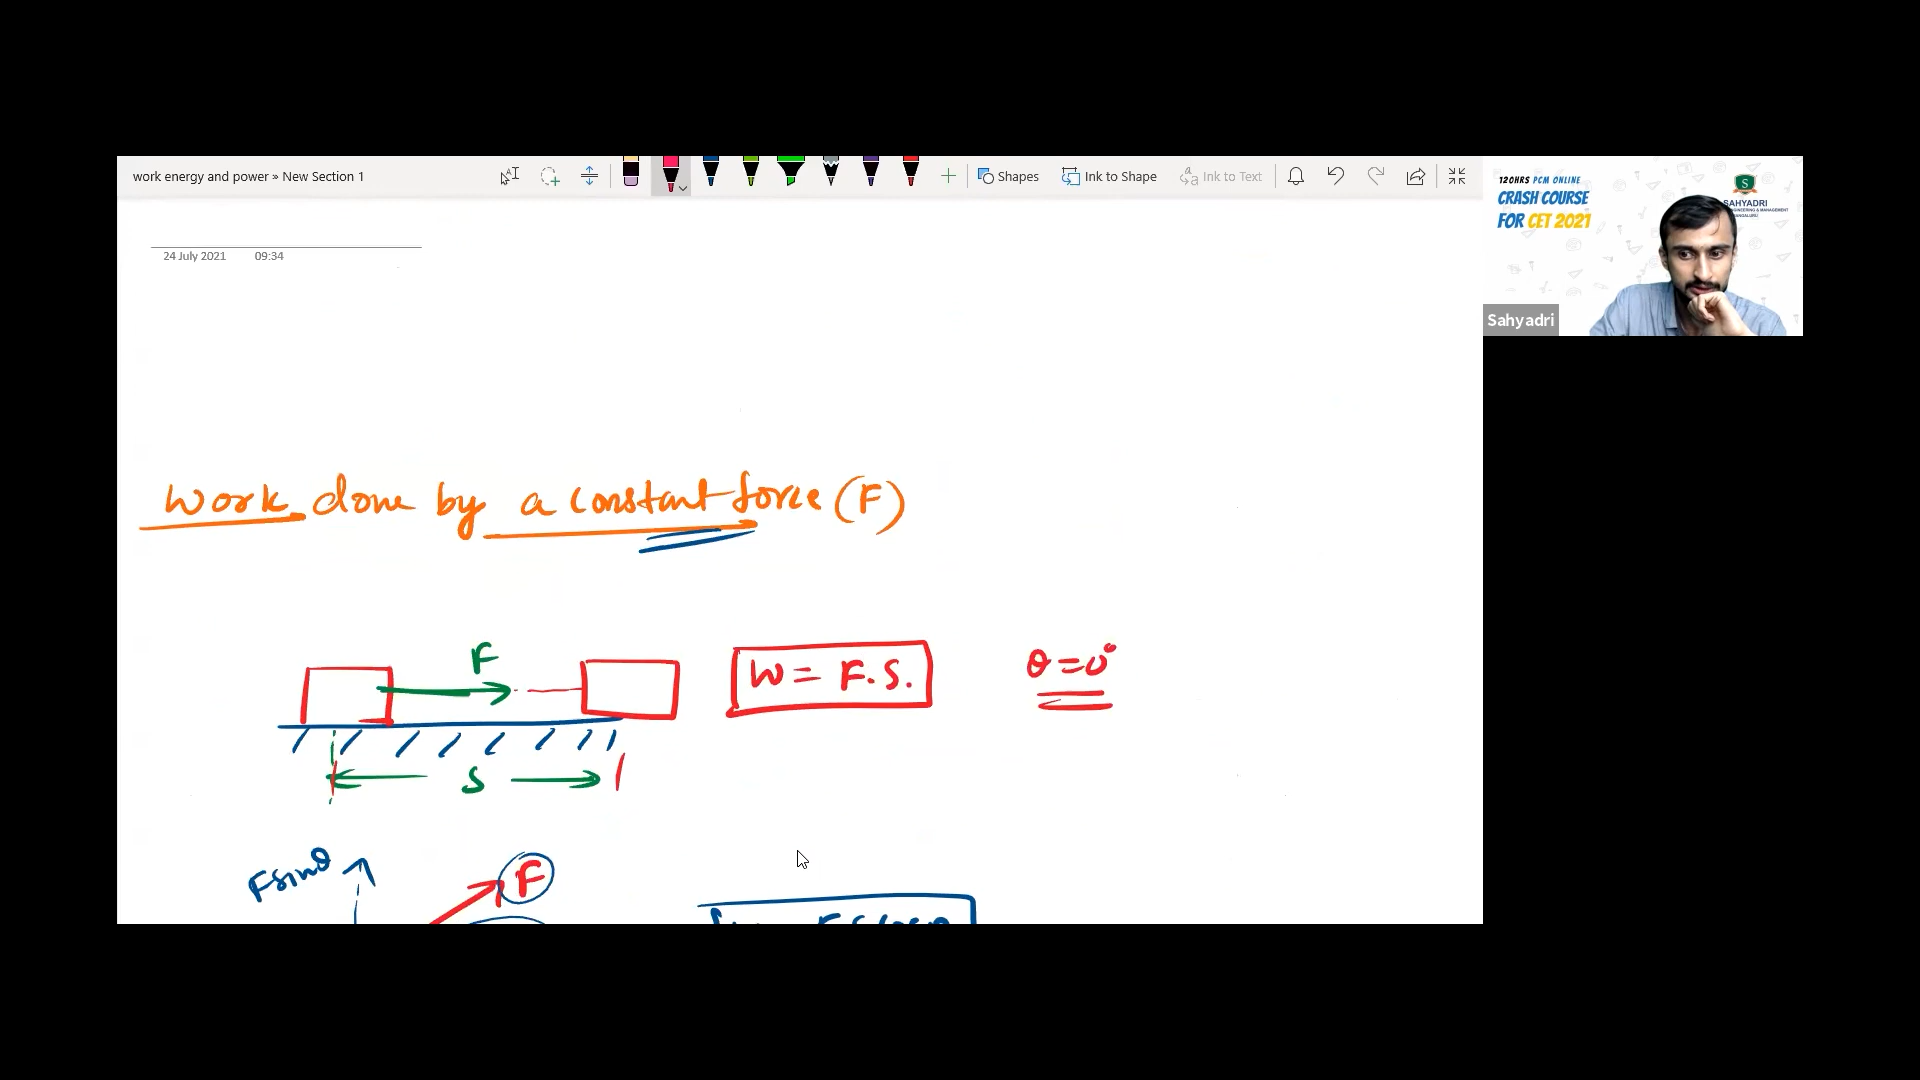 work energy and power » New Section 1
Shapes
Ink to Shape
Ink to Text
120HRS PCM ONLINE
CRASH COURSE
FOR CET 2021
S
SAHYADRI
Sahyadri
24 July 2021 09:34
Work done by a constant force (F)
F
W = F.S.
θ = 0°
S
F sinθ
F